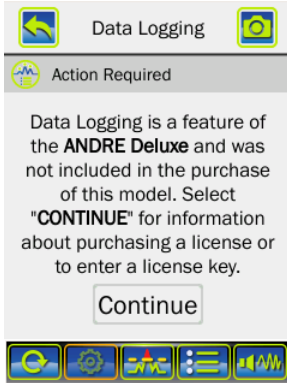 Data Logging
Action Required
Data Logging is a feature of
the ANDRE Deluxe and was
not included in the purchase
of this model. Select
"CONTINUE" for information
about purchasing a license or
to enter a license key.
Continue